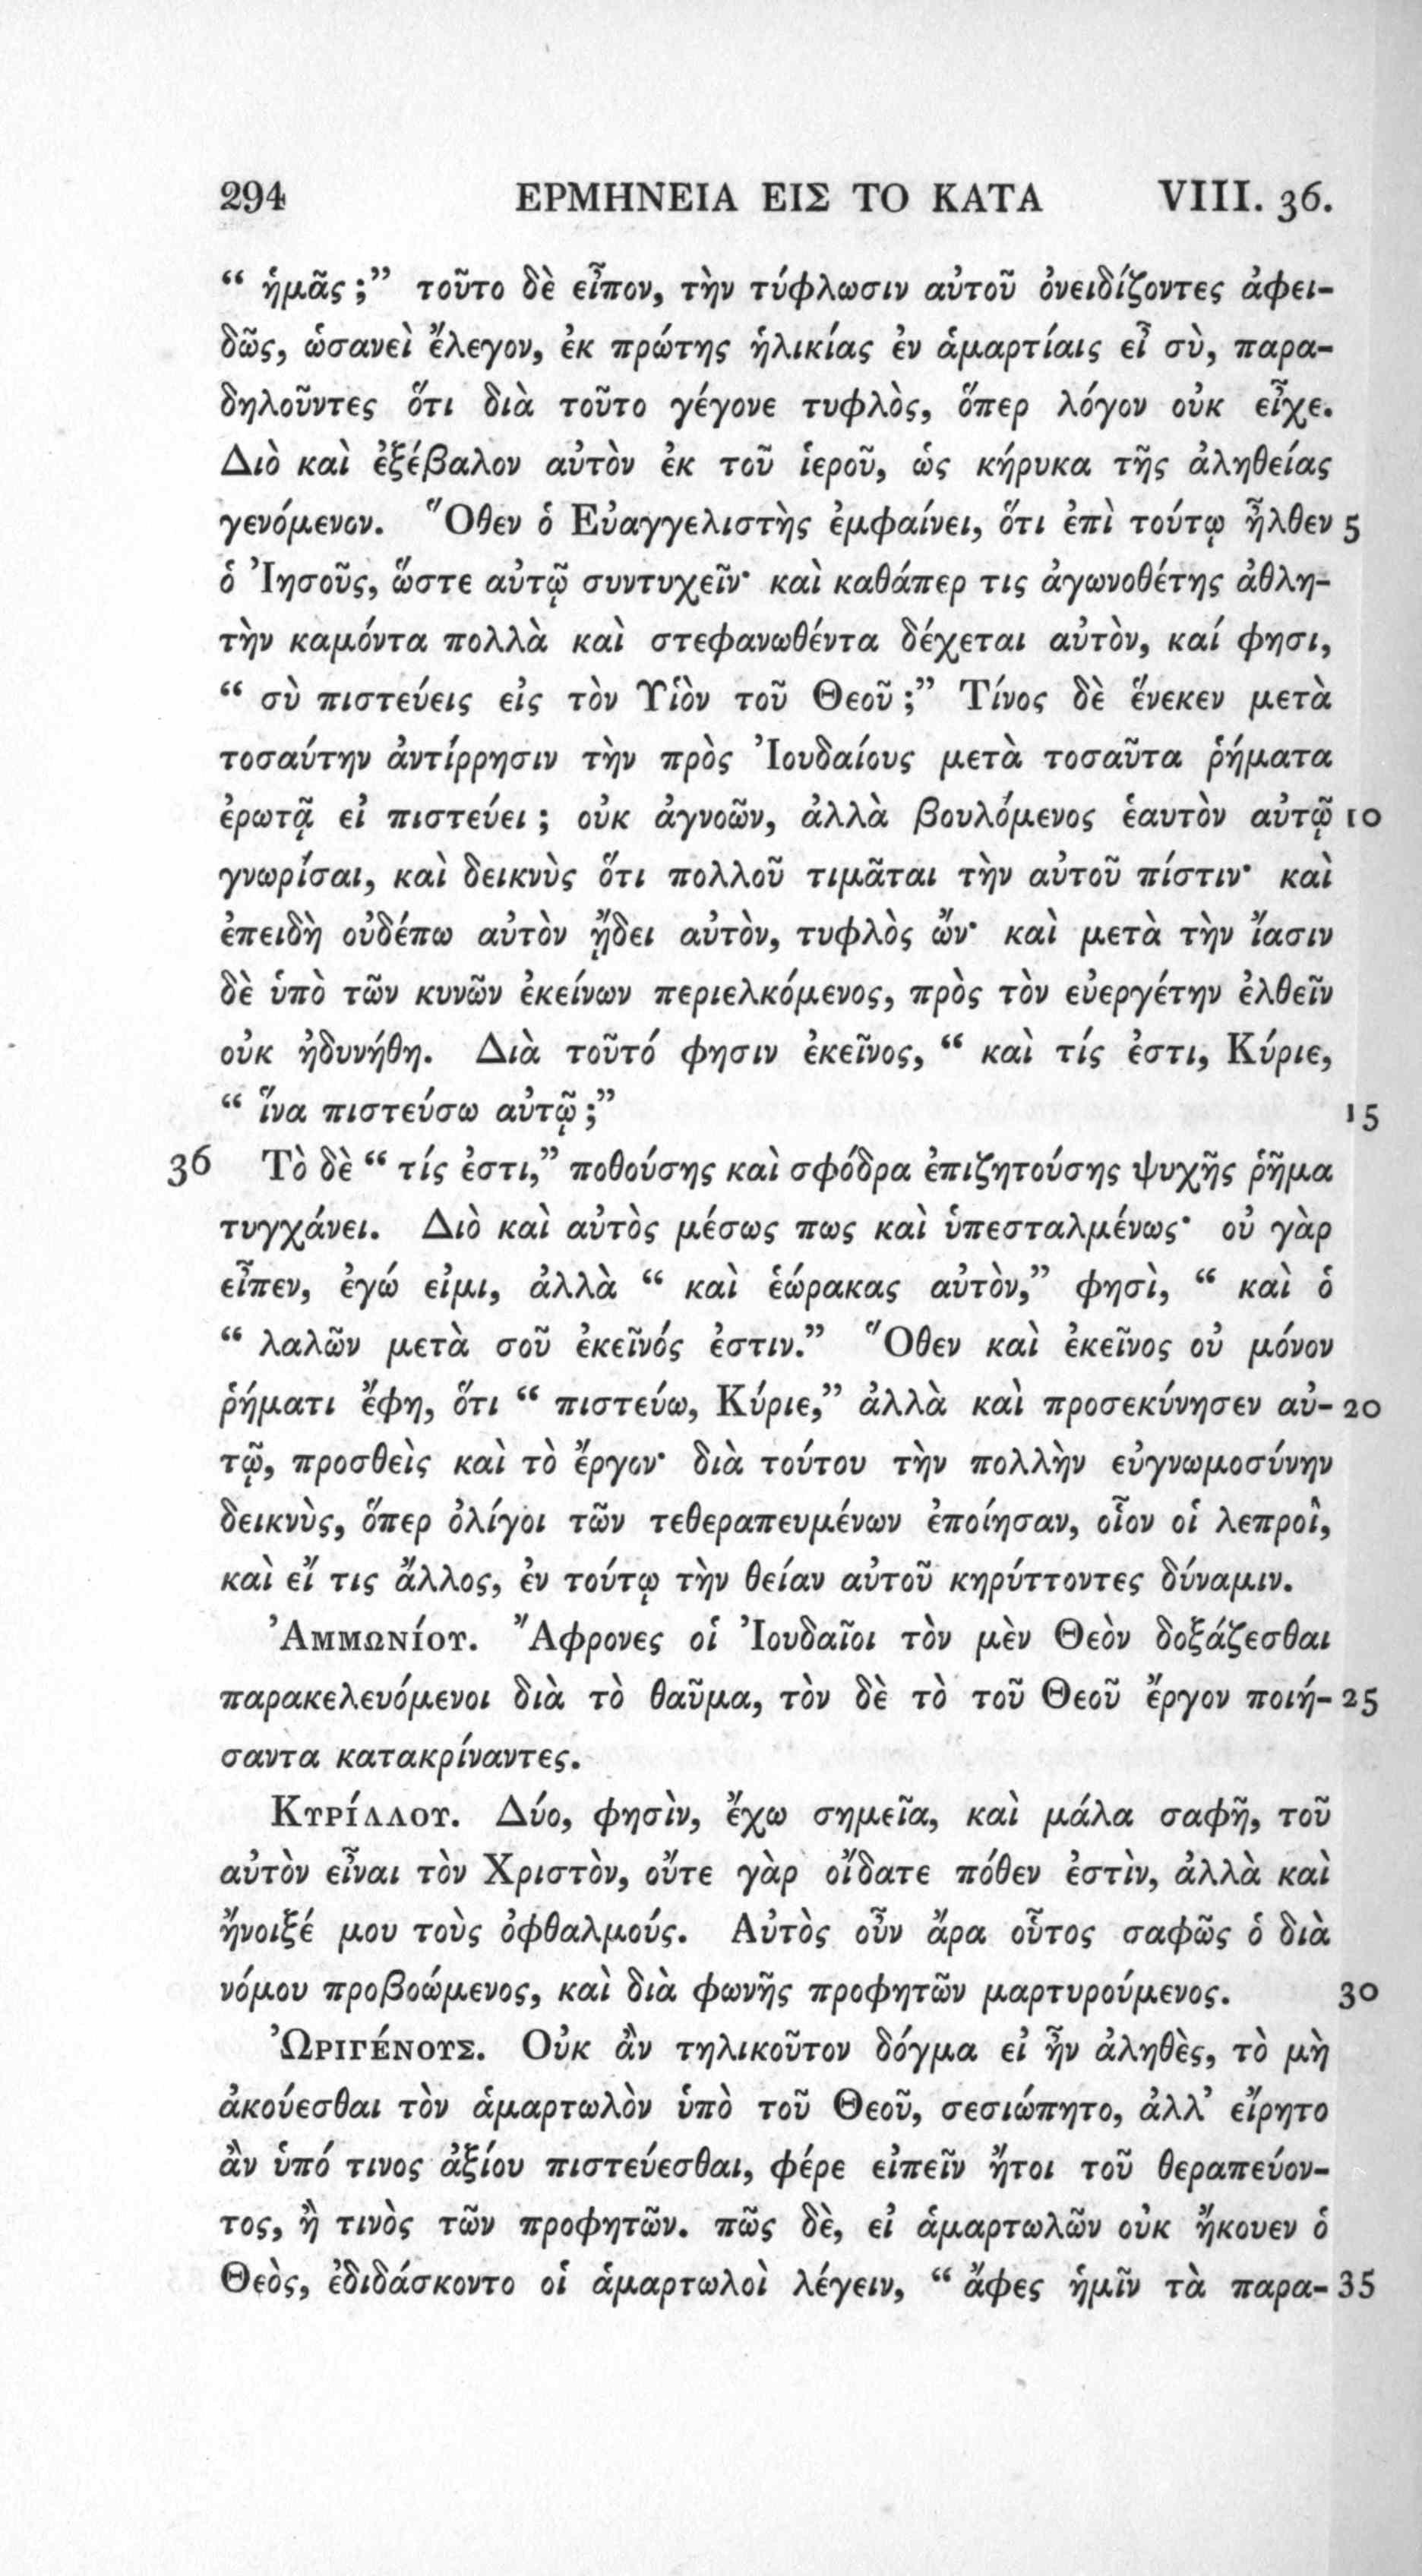 294 ΕΡΜΗΝΕΙΑ ΕΙΣ ΤΟ ΚΑΤΑ VIII. 36.
“ ἡμᾶς ;” τοῦτο δὲ εἶπον, τὴν τύφλωσιν αὐτοῦ ὀνειδίζοντες ἀφει-
δῶς, ὡσανεὶ ἔλεγον, ἐκ πρώτης ἡλικίας ἐν ἁμαρτίαις εἶ σὺ, παρα-
δηλοῦντες ὅτι διὰ τοῦτο γέγονε τυφλὸς, ὅπερ λόγον οὐκ εἶχε.
Διὸ καὶ ἐξέβαλον αὐτὸν ἐκ τοῦ ἱεροῦ, ὡς κήρυκα τῆς ἀληθείας
γενόμενον. Ὅθεν ὁ Εὐαγγελιστὴς ἐμφαίνει, ὅτι ἐπὶ τούτῳ ἦλθεν 5
ὁ Ἰησοῦς, ὥστε αὐτῷ συντυχεῖν· καὶ καθάπερ τις ἀγωνοθέτης ἀθλη-
τὴν καμόντα πολλὰ καὶ στεφανωθέντα δέχεται αὐτὸν, καί φησι,
“ σὺ πιστεύεις εἰς τὸν Υἱὸν τοῦ Θεοῦ ;” Τίνος δὲ ἕνεκεν μετὰ
τοσαύτην ἀντίρρησιν τὴν πρὸς Ἰουδαίους μετὰ τοσαῦτα ῥήματα
ἐρωτᾷ εἰ πιστεύει ; οὐκ ἀγνοῶν, ἀλλὰ βουλόμενος ἑαυτὸν αὐτῷ 10
γνωρίσαι, καὶ δεικνὺς ὅτι πολλοῦ τιμᾶται τὴν αὐτοῦ πίστιν· καὶ
ἐπειδὴ οὐδέπω αὐτὸν ᾔδει αὐτὸν, τυφλὸς ὤν· καὶ μετὰ τὴν ἴασιν
δὲ ὑπὸ τῶν κυνῶν ἐκείνων περιελκόμενος, πρὸς τὸν εὐεργέτην ἐλθεῖν
οὐκ ἠδυνήθη. Διὰ τοῦτό φησιν ἐκεῖνος, “ καὶ τίς ἐστι, Κύριε,
“ ἵνα πιστεύσω αὐτῷ ;” 15
36 Τὸ δὲ “ τίς ἐστι,” ποθούσης καὶ σφόδρα ἐπιζητούσης ψυχῆς ῥῆμα
τυγχάνει. Διὸ καὶ αὐτὸς μέσως πως καὶ ὑπεσταλμένως· οὐ γὰρ
εἶπεν, ἐγώ εἰμι, ἀλλὰ “ καὶ ἑώρακας αὐτὸν,” φησὶ, “ καὶ ὁ
“ λαλῶν μετὰ σοῦ ἐκεῖνός ἐστιν.” Ὅθεν καὶ ἐκεῖνος οὐ μόνον
ῥήματι ἔφη, ὅτι “ πιστεύω, Κύριε,” ἀλλὰ καὶ προσεκύνησεν αὐ- 20
τῷ, προσθεὶς καὶ τὸ ἔργον· διὰ τούτου τὴν πολλὴν εὐγνωμοσύνην
δεικνὺς, ὅπερ ὀλίγοι τῶν τεθεραπευμένων ἐποίησαν, οἷον οἱ λεπροὶ,
καὶ εἴ τις ἄλλος, ἐν τούτῳ τὴν θείαν αὐτοῦ κηρύττοντες δύναμιν.
Ἀμμωνίου. Ἄφρονες οἱ Ἰουδαῖοι τὸν μὲν Θεὸν δοξάζεσθαι
παρακελευόμενοι διὰ τὸ θαῦμα, τὸν δὲ τὸ τοῦ Θεοῦ ἔργον ποιή- 25
σαντα κατακρίναντες.
Κυρίλλου. Δύο, φησὶν, ἔχω σημεῖα, καὶ μάλα σαφῆ, τοῦ
αὐτὸν εἶναι τὸν Χριστὸν, οὔτε γὰρ οἴδατε πόθεν ἐστὶν, ἀλλὰ καὶ
ἤνοιξέ μου τοὺς ὀφθαλμούς. Αὐτὸς οὖν ἄρα οὗτος σαφῶς ὁ διὰ
νόμου προβοώμενος, καὶ διὰ φωνῆς προφητῶν μαρτυρούμενος. 30
Ὠριγένους. Οὐκ ἂν τηλικοῦτον δόγμα εἰ ἦν ἀληθὲς, τὸ μὴ
ἀκούεσθαι τὸν ἁμαρτωλὸν ὑπὸ τοῦ Θεοῦ, σεσιώπητο, ἀλλ’ εἴρητο
ἂν ὑπό τινος ἀξίου πιστεύεσθαι, φέρε εἰπεῖν ἤτοι τοῦ θεραπεύον-
τος, ἢ τινὸς τῶν προφητῶν. πῶς δὲ, εἰ ἁμαρτωλῶν οὐκ ἤκουεν ὁ
Θεὸς, ἐδιδάσκοντο οἱ ἁμαρτωλοὶ λέγειν, “ ἄφες ἡμῖν τὰ παρα- 35